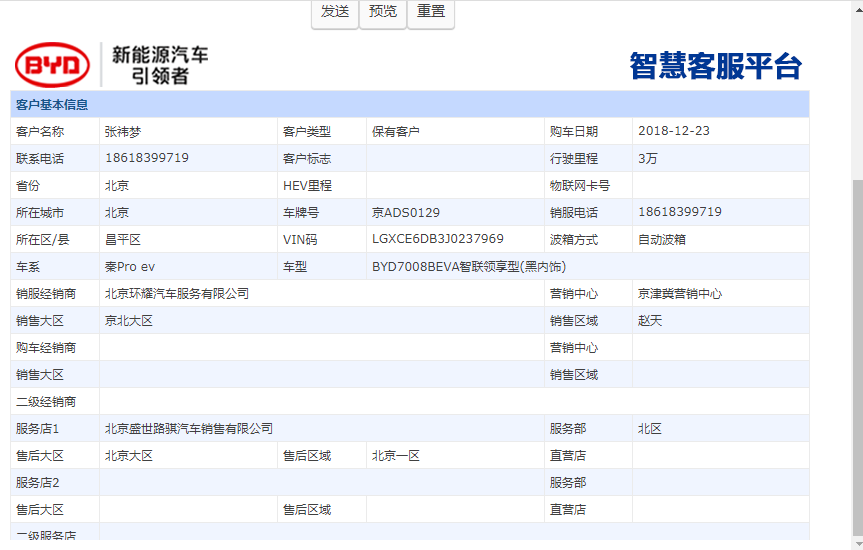 发送 预览 重置
BYD 新能源汽车
引领者
智慧客服平台
客户基本信息
客户名称 张祎梦 客户类型 保有客户 购车日期 2018-12-23
联系电话 18618399719 客户标志 行驶里程 3万
省份 北京 HEV里程 物联网卡号
所在城市 北京 车牌号 京ADS0129 销服电话 18618399719
所在区/县 昌平区 VIN码 LGXCE6DB3J0237969 波箱方式 自动波箱
车系 秦Pro ev 车型 BYD7008BEVA智联领享型(黑内饰)
销服经销商 北京环耀汽车服务有限公司 营销中心 京津冀营销中心
销售大区 京北大区 销售区域 赵天
购车经销商 营销中心
销售大区 销售区域
二级经销商
服务店1 北京盛世路骐汽车销售有限公司 服务部 北区
售后大区 北京大区 售后区域 北京一区 直营店
服务店2 服务部
售后大区 售后区域 直营店
二级服务店